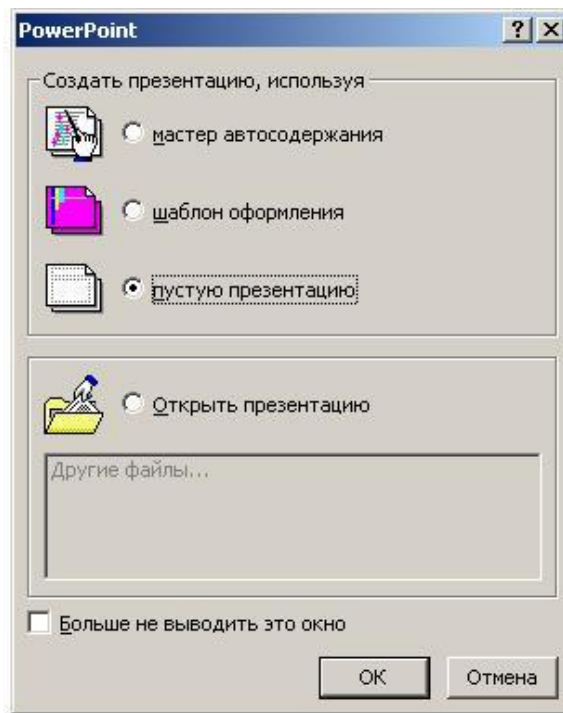 PowerPoint
Создать презентацию, используя
мастер автосодержания
шаблон оформления
пустую презентацию
Открыть презентацию
Другие файлы...
Больше не выводить это окно
ОК Отмена